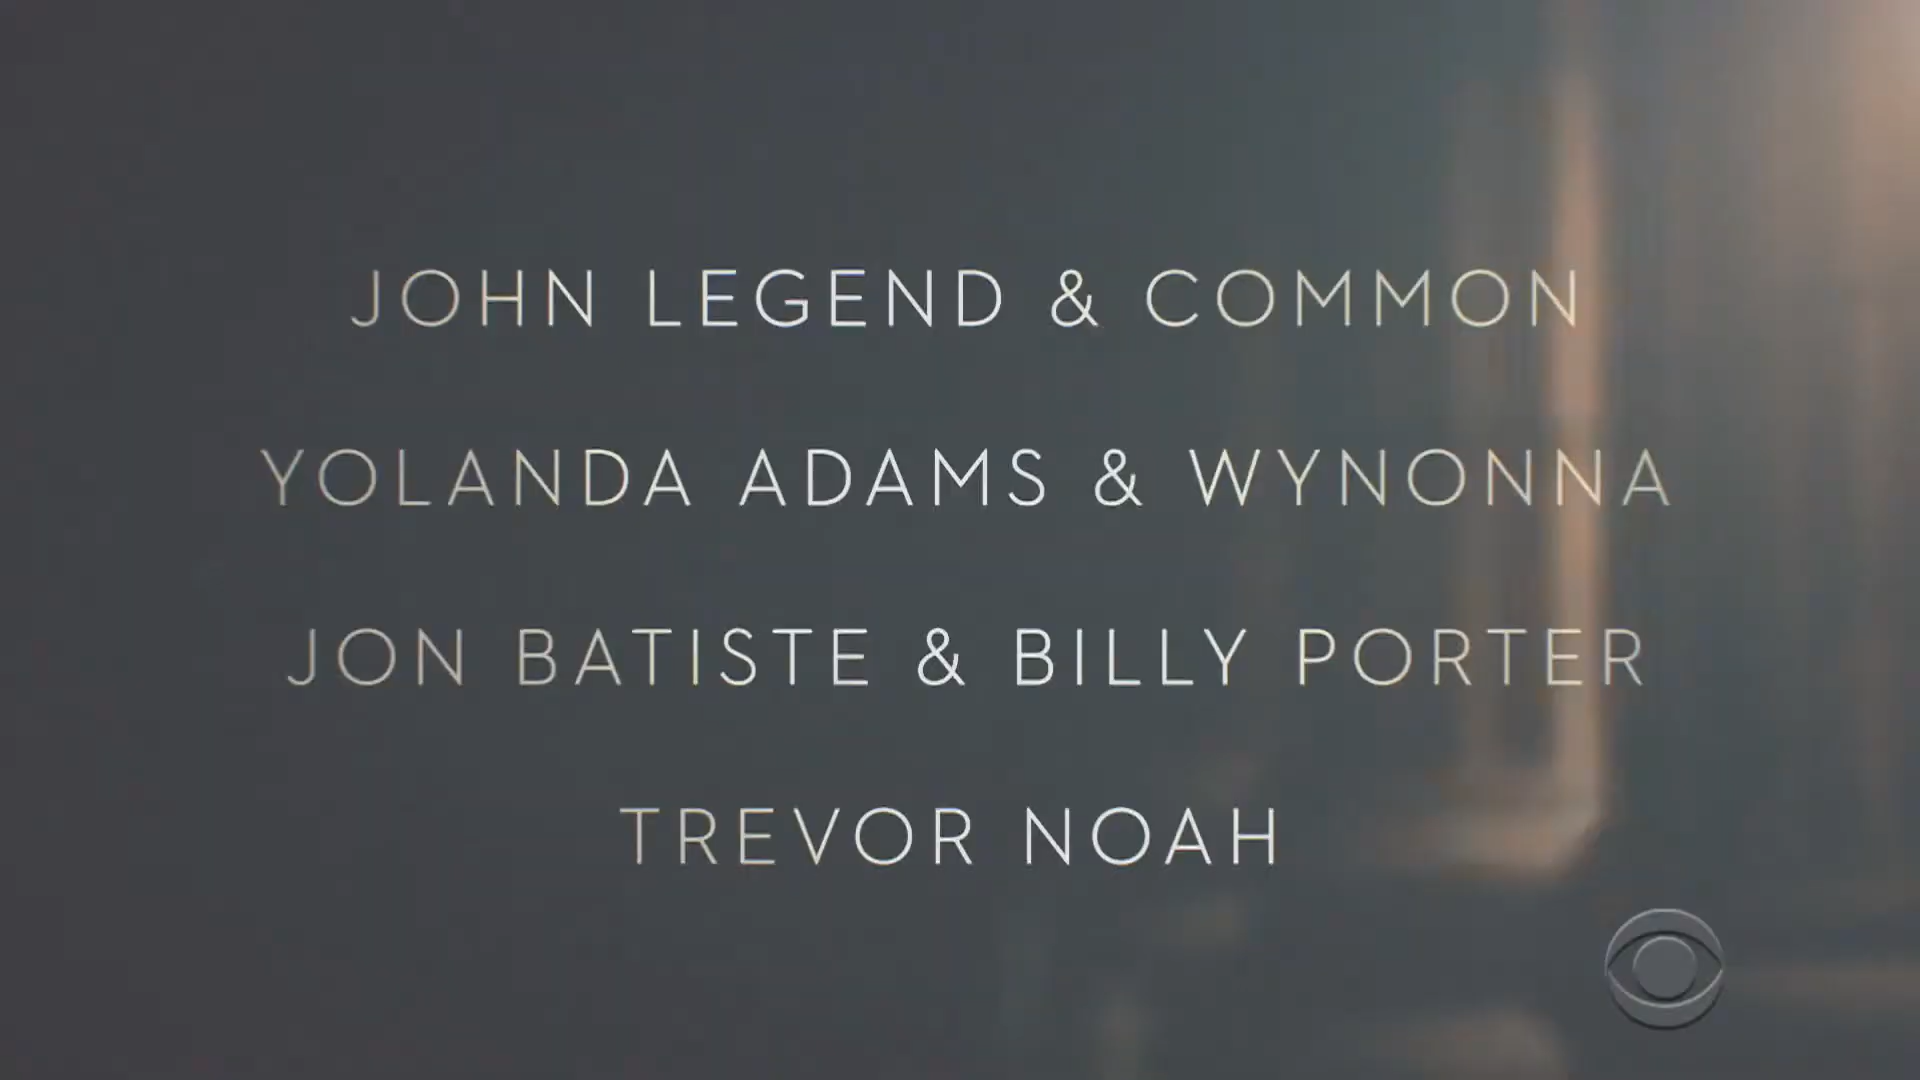 JOHN LEGEND & COMMON
YOLANDA ADAMS & WYNONNA
JON BATISTE & BILLY PORTER
TREVOR NOAH